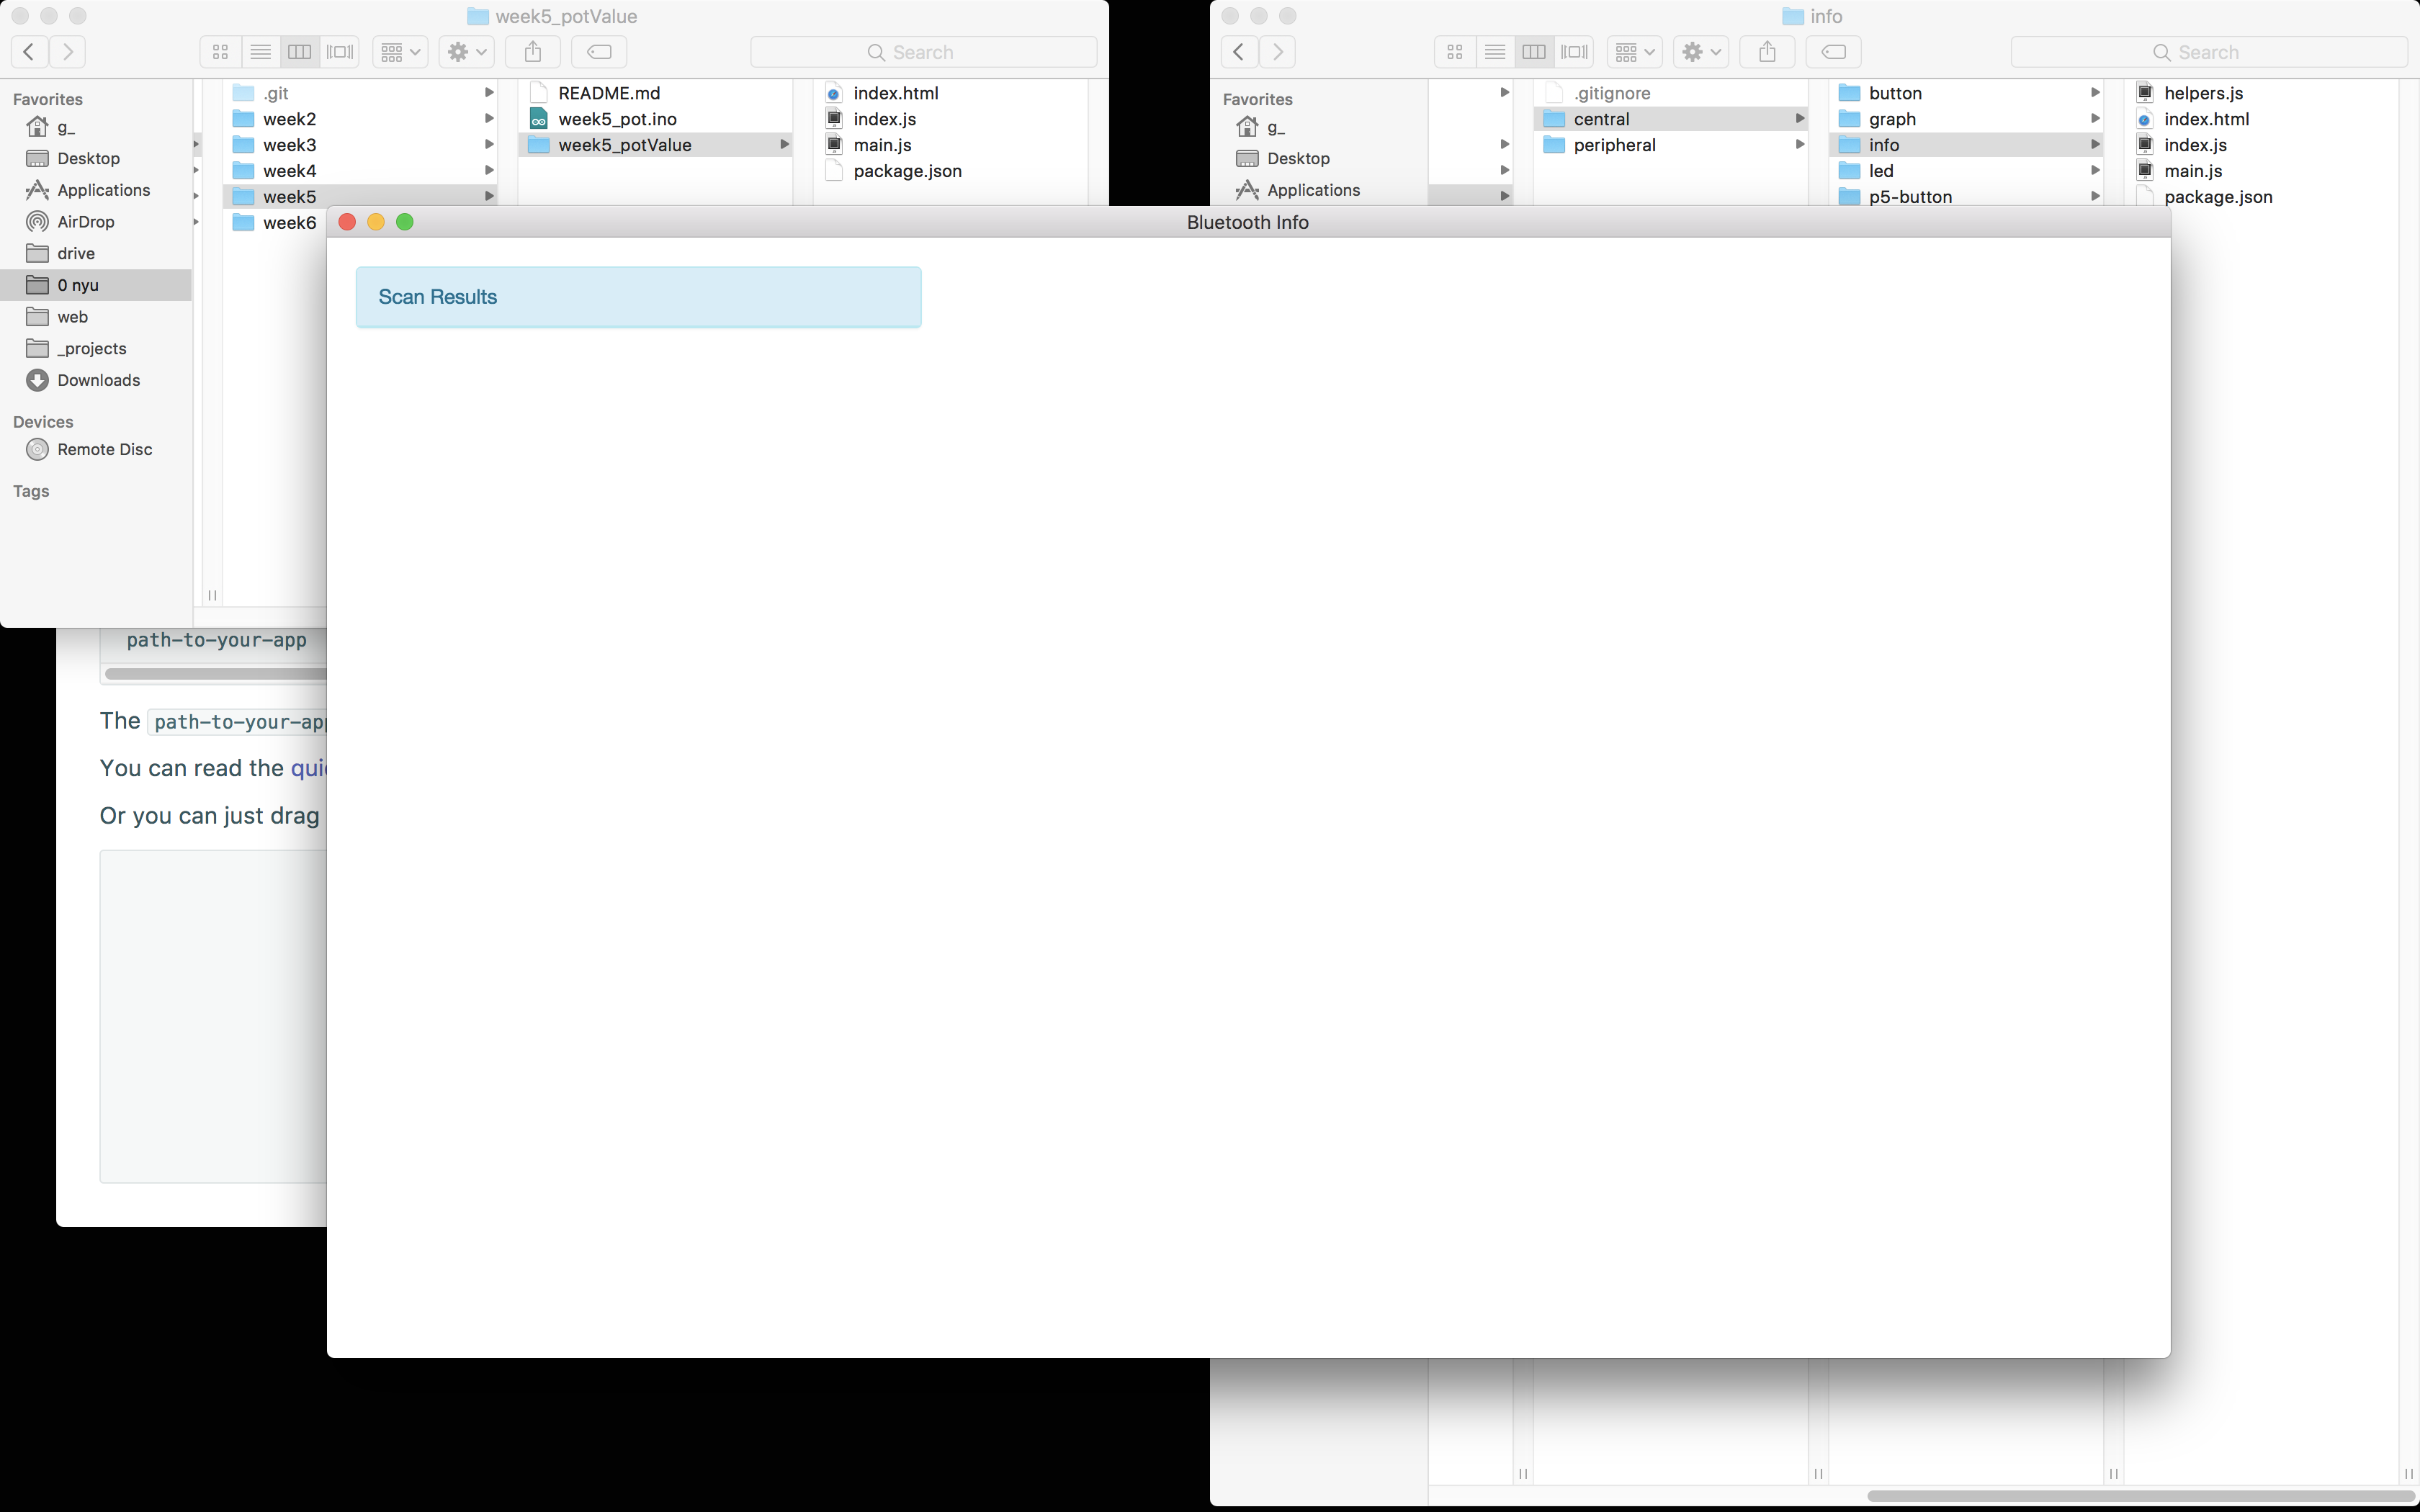 week5_potValue
Search
Favorites
g_
Desktop
Applications
AirDrop
drive
0 nyu
web
_projects
Downloads
Devices
Remote Disc
Tags
.git
week2
week3
week4
week5
week6
README.md
week5_pot.ino
week5_potValue
index.html
index.js
main.js
package.json
info
Search
Favorites
g_
Desktop
Applications
.gitignore
central
peripheral
button
graph
info
led
p5-button
helpers.js
index.html
index.js
main.js
package.json
Bluetooth Info
Scan Results
path-to-your-app
The path-to-your-app
You can read the
Or you can just drag